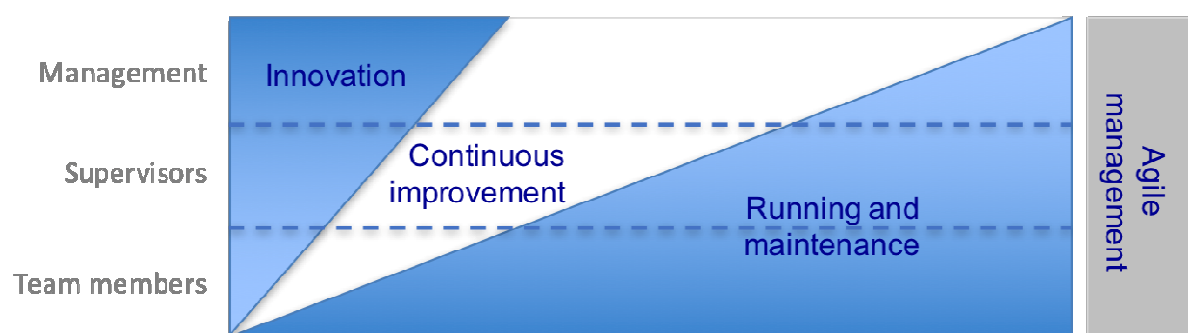 Management
Innovation
Supervisors
Continuous
improvement
Team members
Running and
maintenance
Agile
management